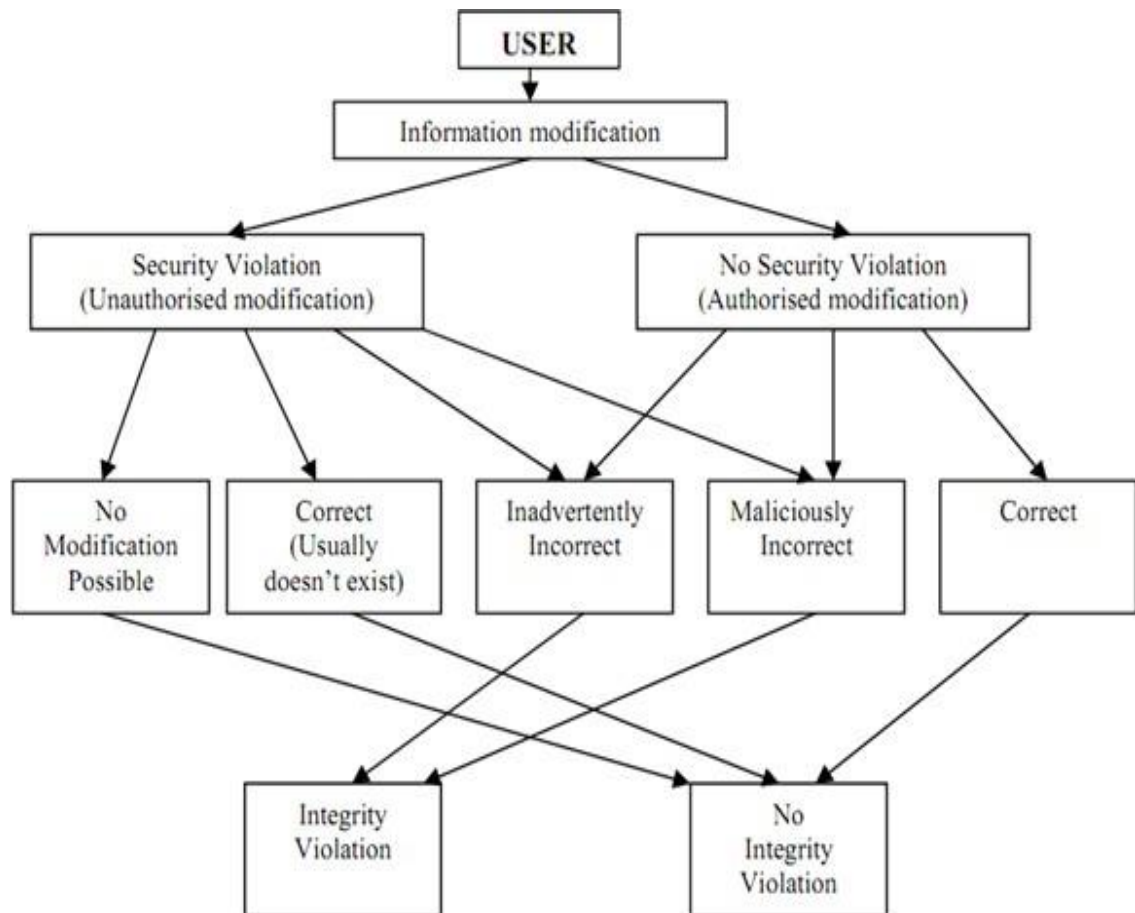 USER
Information modification
Security Violation
(Unauthorised modification)
No Security Violation
(Authorised modification)
No
Modification
Possible
Correct
(Usually
doesn't exist)
Inadvertently
Incorrect
Maliciously
Incorrect
Correct
Integrity
Violation
No
Integrity
Violation